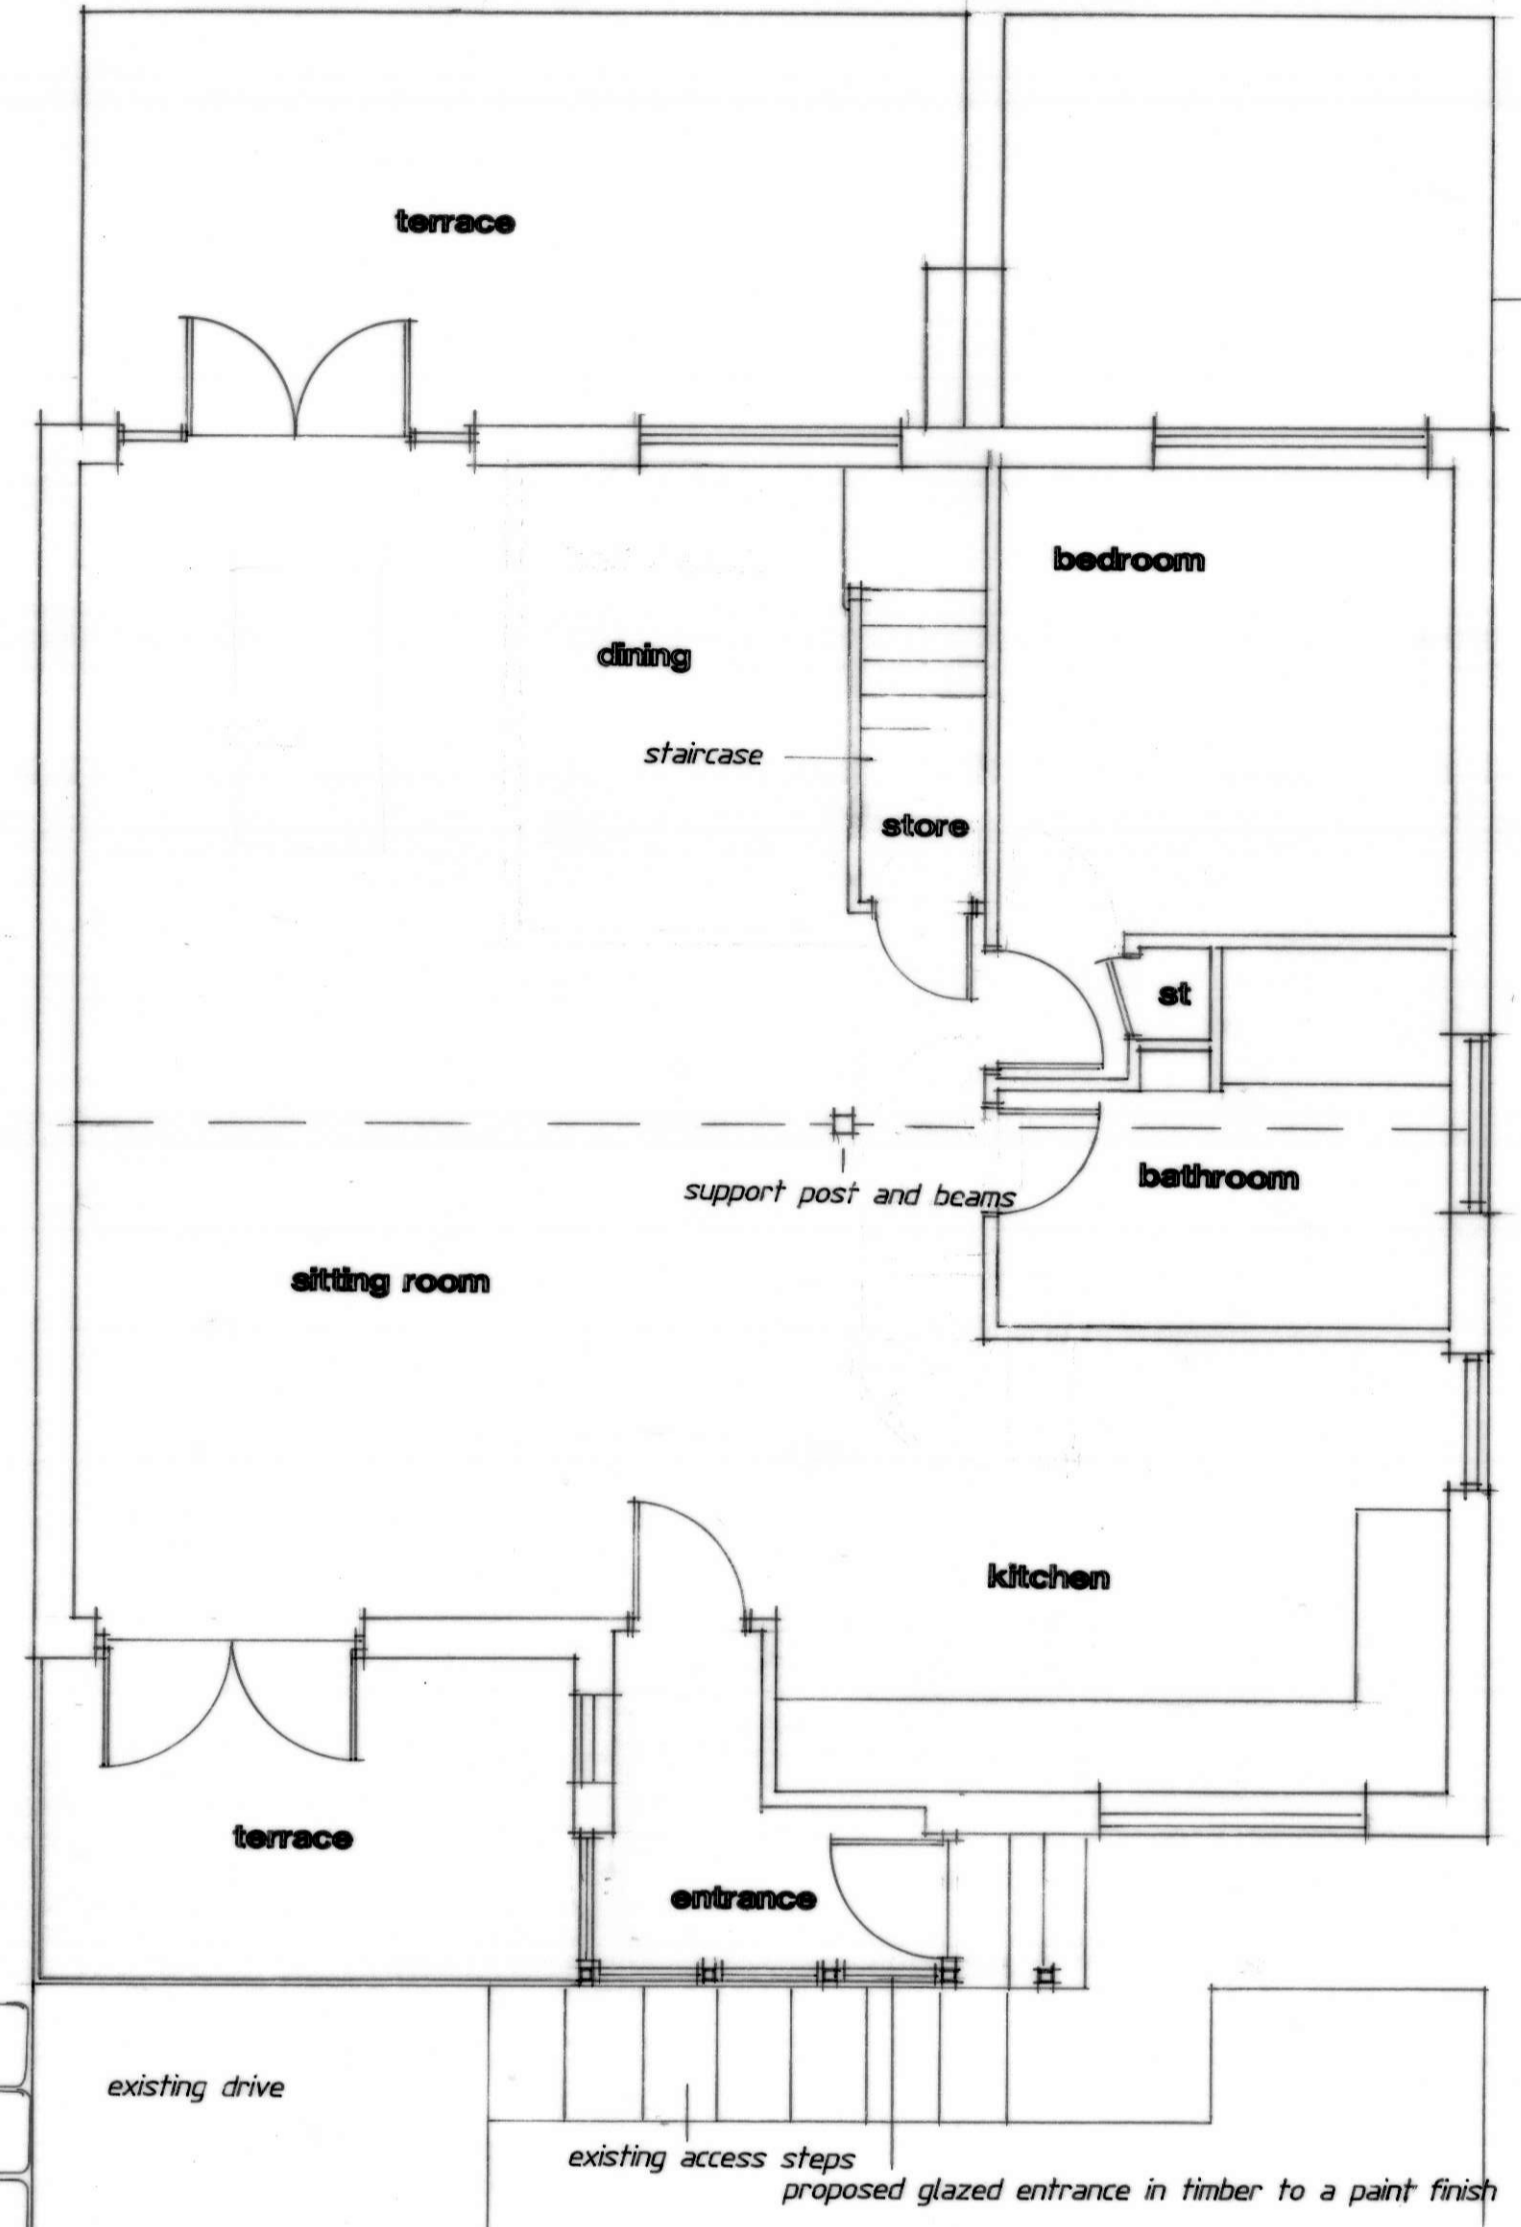 terrace
bedroom
dining
staircase
store
st
support post and beams
bathroom
sitting room
kitchen
terrace
entrance
existing drive
existing access steps
proposed glazed entrance in timber to a paint finish